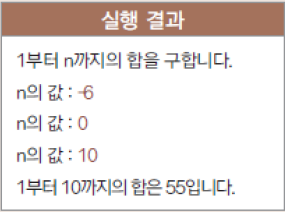 실행 결과
1부터 n까지의 합을 구합니다.
n의 값 : -6
n의 값 : 0
n의 값 : 10
1부터 10까지의 합은 55입니다.